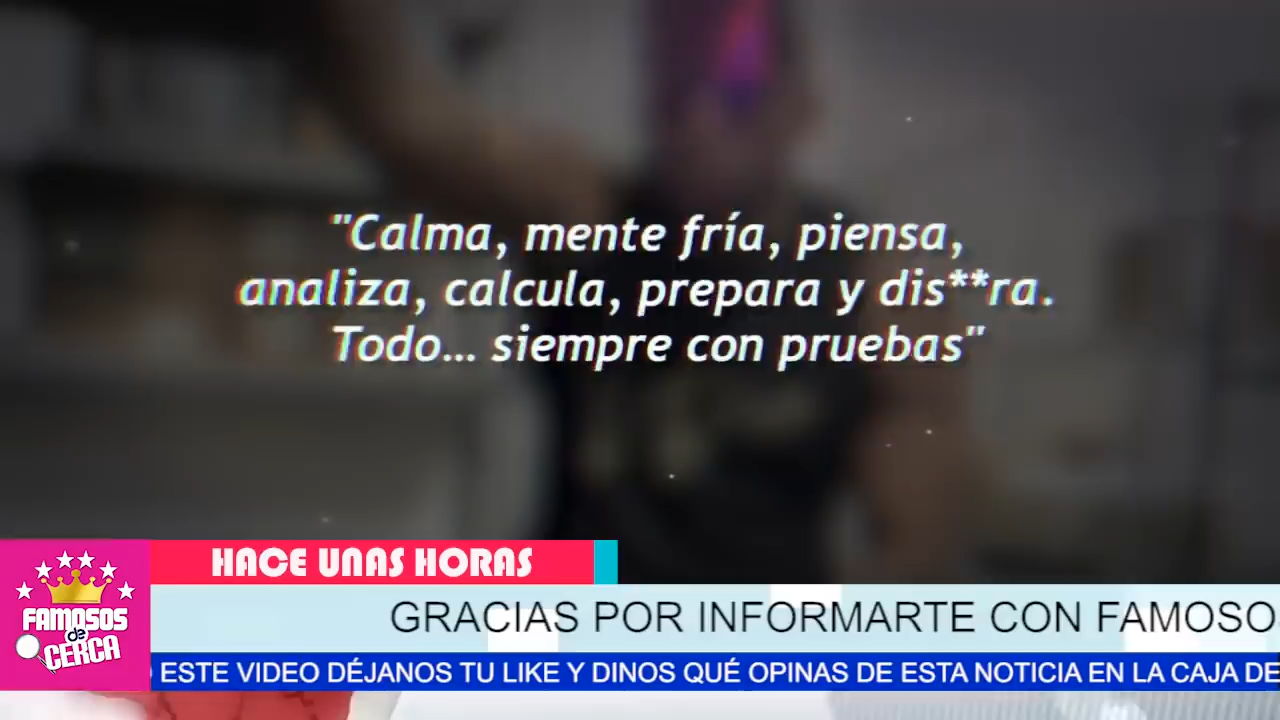 "Calma, mente fría, piensa,
analiza, calcula, prepara y dis**ra.
Todo... siempre con pruebas"
HACE UNAS HORAS
FAMOSOS
de
CERCA
GRACIAS POR INFORMARTE CON FAMOSO
ESTE VIDEO DÉJANOS TU LIKE Y DINOS QUÉ OPINAS DE ESTA NOTICIA EN LA CAJA DE